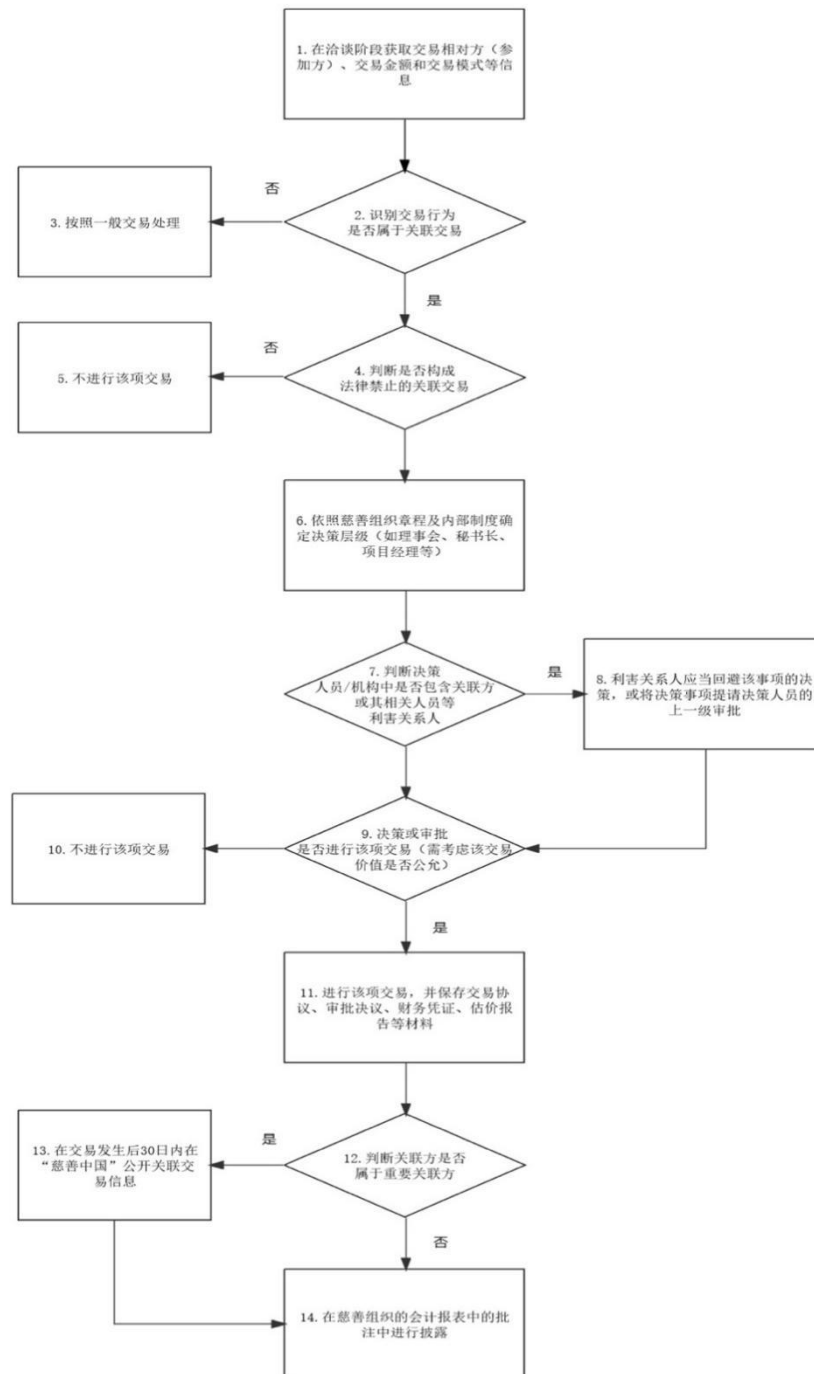 1. 在洽谈阶段获取交易相对方（参
加方）、交易金额和交易模式等信
息
否
2. 识别交易行为
是否属于关联交易
3. 按照一般交易处理
是
否
4. 判断是否构成
法律禁止的关联交易
5. 不进行该项交易
6. 依照慈善组织章程及内部制度确
定决策层级（如理事会、秘书长、
项目经理等）
7. 判断决策
人员/机构中是否包含关联方
或其相关人员等
利害关系人
是
8. 利害关系人应当回避该事项的决
策，或将决策事项提请决策人员的
上一级审批
9. 决策或审批
是否进行该项交易（需考虑该交易
价值是否公允）
10. 不进行该项交易
是
11. 进行该项交易，并保存交易协
议、审批决议、财务凭证、估价报
告等材料
12. 判断关联方是否
属于重要关联方
是
13. 在交易发生后30日内在
“慈善中国”公开关联交
易信息
否
14. 在慈善组织的会计报表中的批
注中进行披露